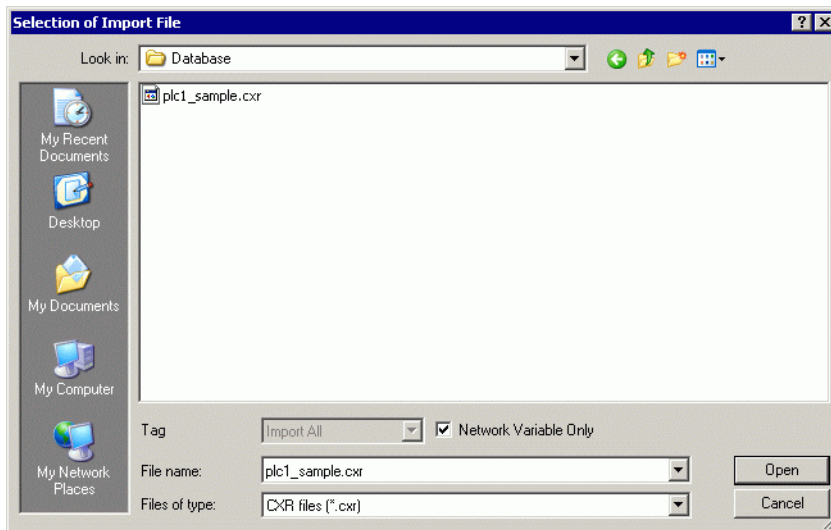 Selection of Import File
Look in: Database
plc1_sample.cxr
My Recent
Documents
Desktop
My Documents
My Computer
My Network
Places
Tag Import All Network Variable Only
File name: plc1_sample.cxr Open
Files of type: CXR files (*.cxr) Cancel